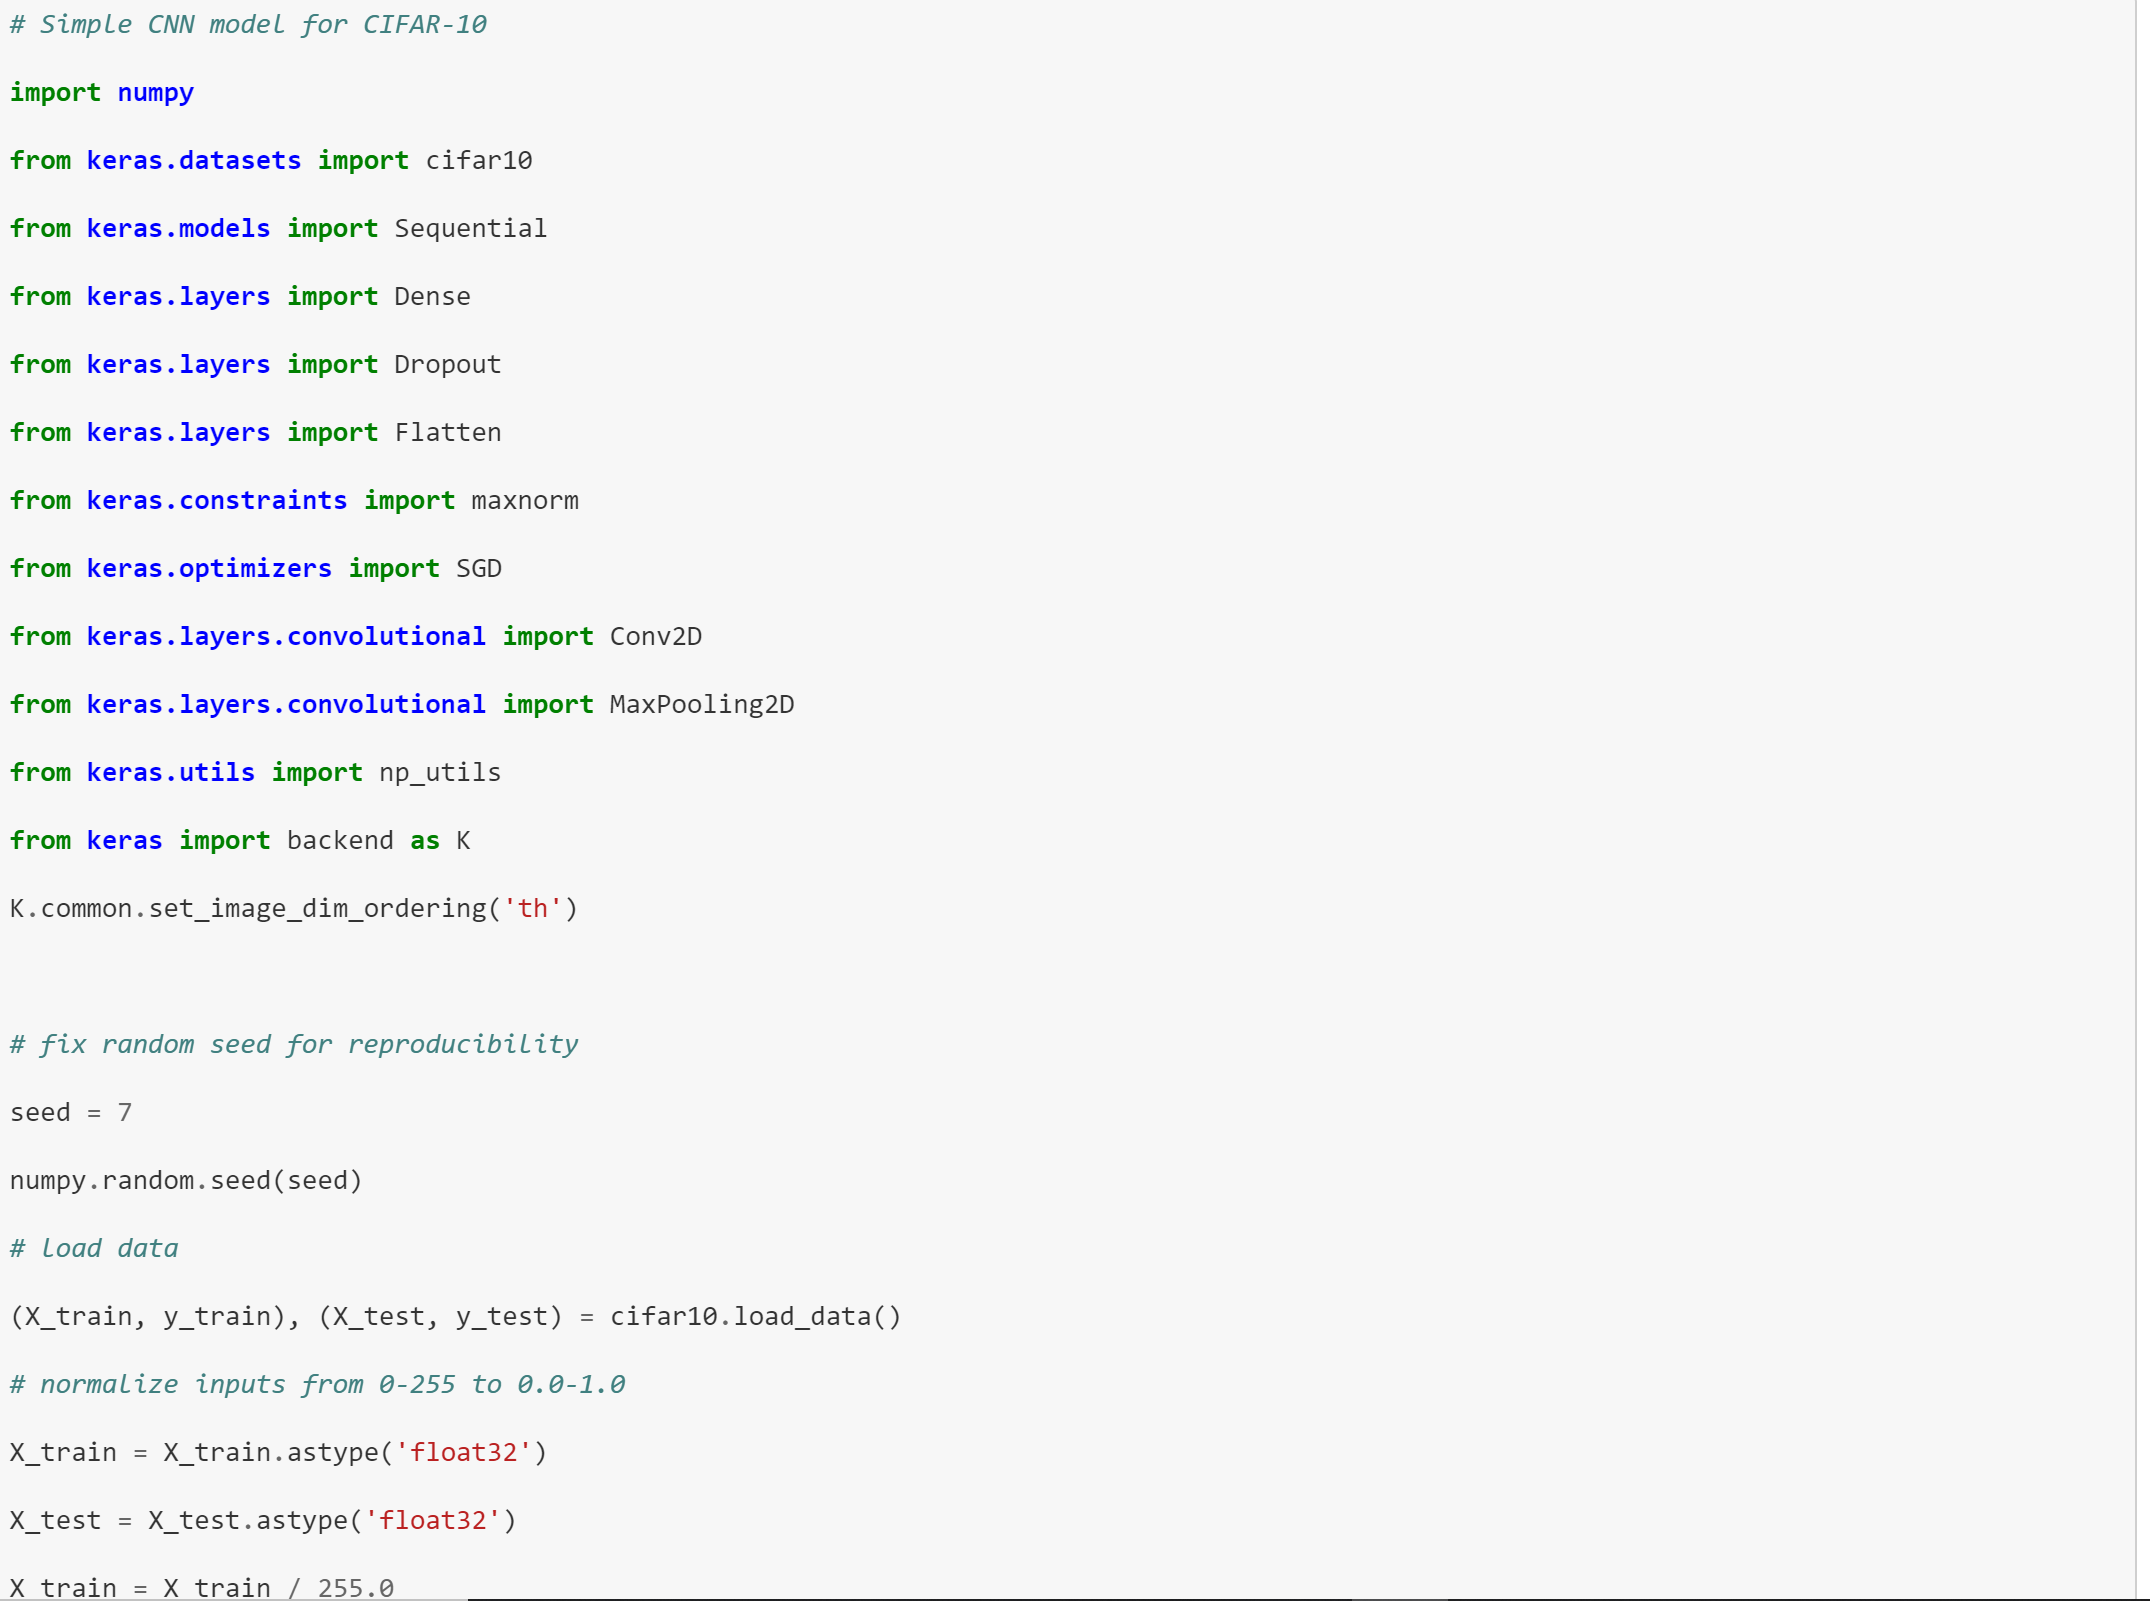 # Simple CNN model for CIFAR-10
import numpy
from keras.datasets import cifar10
from keras.models import Sequential
from keras.layers import Dense
from keras.layers import Dropout
from keras.layers import Flatten
from keras.constraints import maxnorm
from keras.optimizers import SGD
from keras.layers.convolutional import Conv2D
from keras.layers.convolutional import MaxPooling2D
from keras.utils import np_utils
from keras import backend as K
K.common.set_image_dim_ordering('th')
# fix random seed for reproducibility
seed = 7
numpy.random.seed(seed)
# load data
(X_train, y_train), (X_test, y_test) = cifar10.load_data()
# normalize inputs from 0-255 to 0.0-1.0
X_train = X_train.astype('float32')
X_test = X_test.astype('float32')
X_train = X_train / 255.0